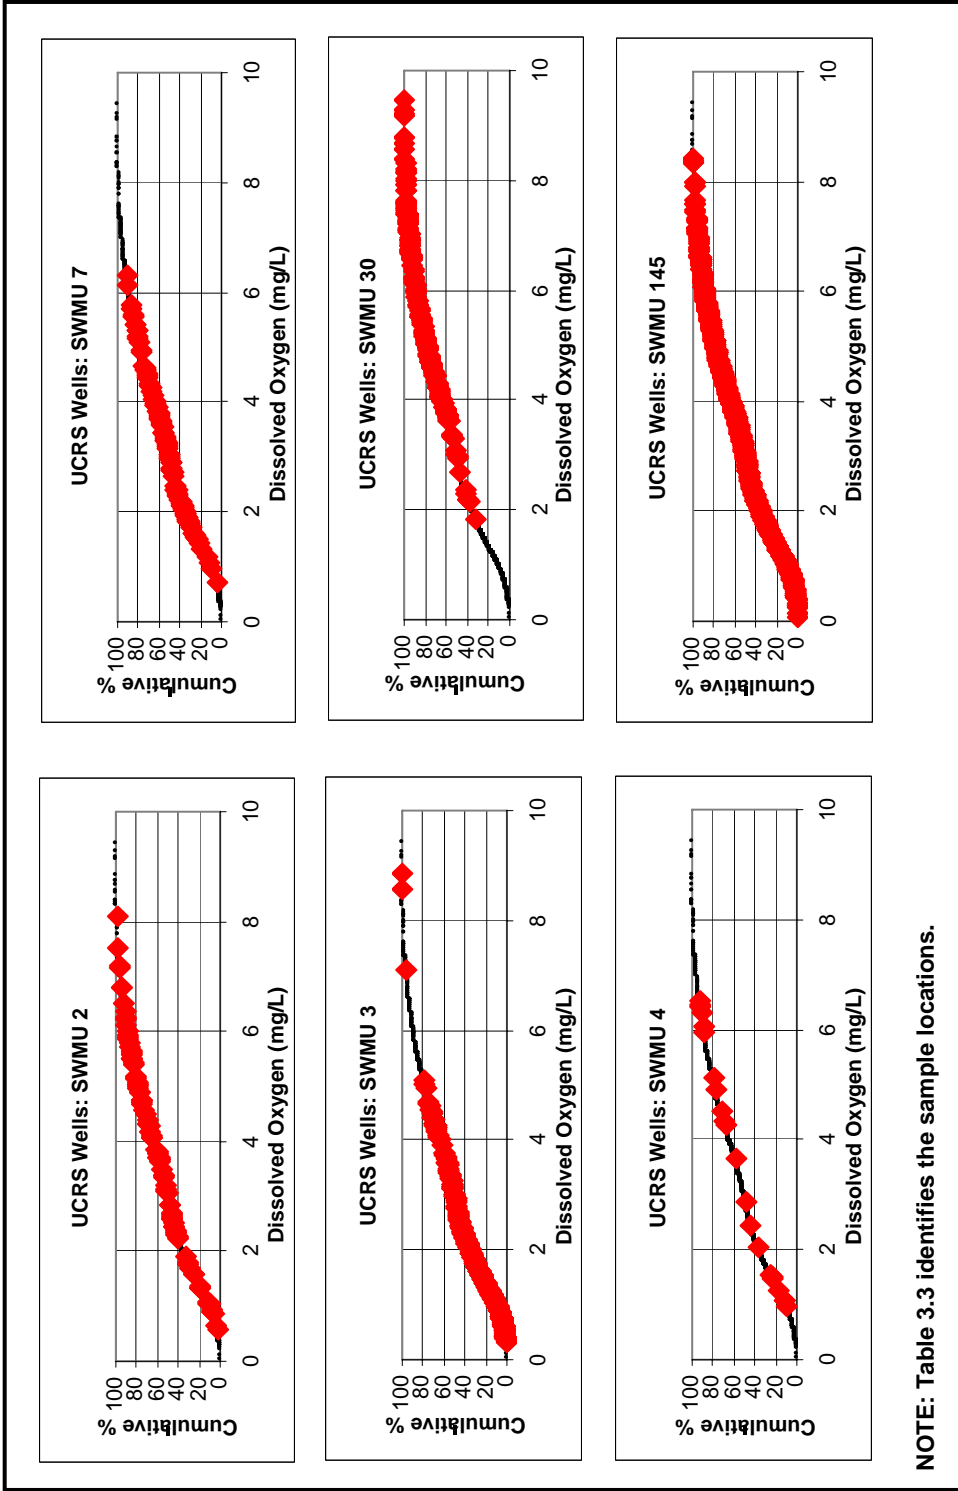 UCRS Wells: SWMU 2
Cumulative %
100
80
60
40
20
0
0 2 4 6 8 10
Dissolved Oxygen (mg/L)
UCRS Wells: SWMU 7
Cumulative %
100
80
60
40
20
0
0 2 4 6 8 10
Dissolved Oxygen (mg/L)
UCRS Wells: SWMU 3
Cumulative %
100
80
60
40
20
0
0 2 4 6 8 10
Dissolved Oxygen (mg/L)
UCRS Wells: SWMU 30
Cumulative %
100
80
60
40
20
0
0 2 4 6 8 10
Dissolved Oxygen (mg/L)
UCRS Wells: SWMU 4
Cumulative %
100
80
60
40
20
0
0 2 4 6 8 10
Dissolved Oxygen (mg/L)
UCRS Wells: SWMU 145
Cumulative %
100
80
60
40
20
0
0 2 4 6 8 10
Dissolved Oxygen (mg/L)
NOTE: Table 3.3 identifies the sample locations.